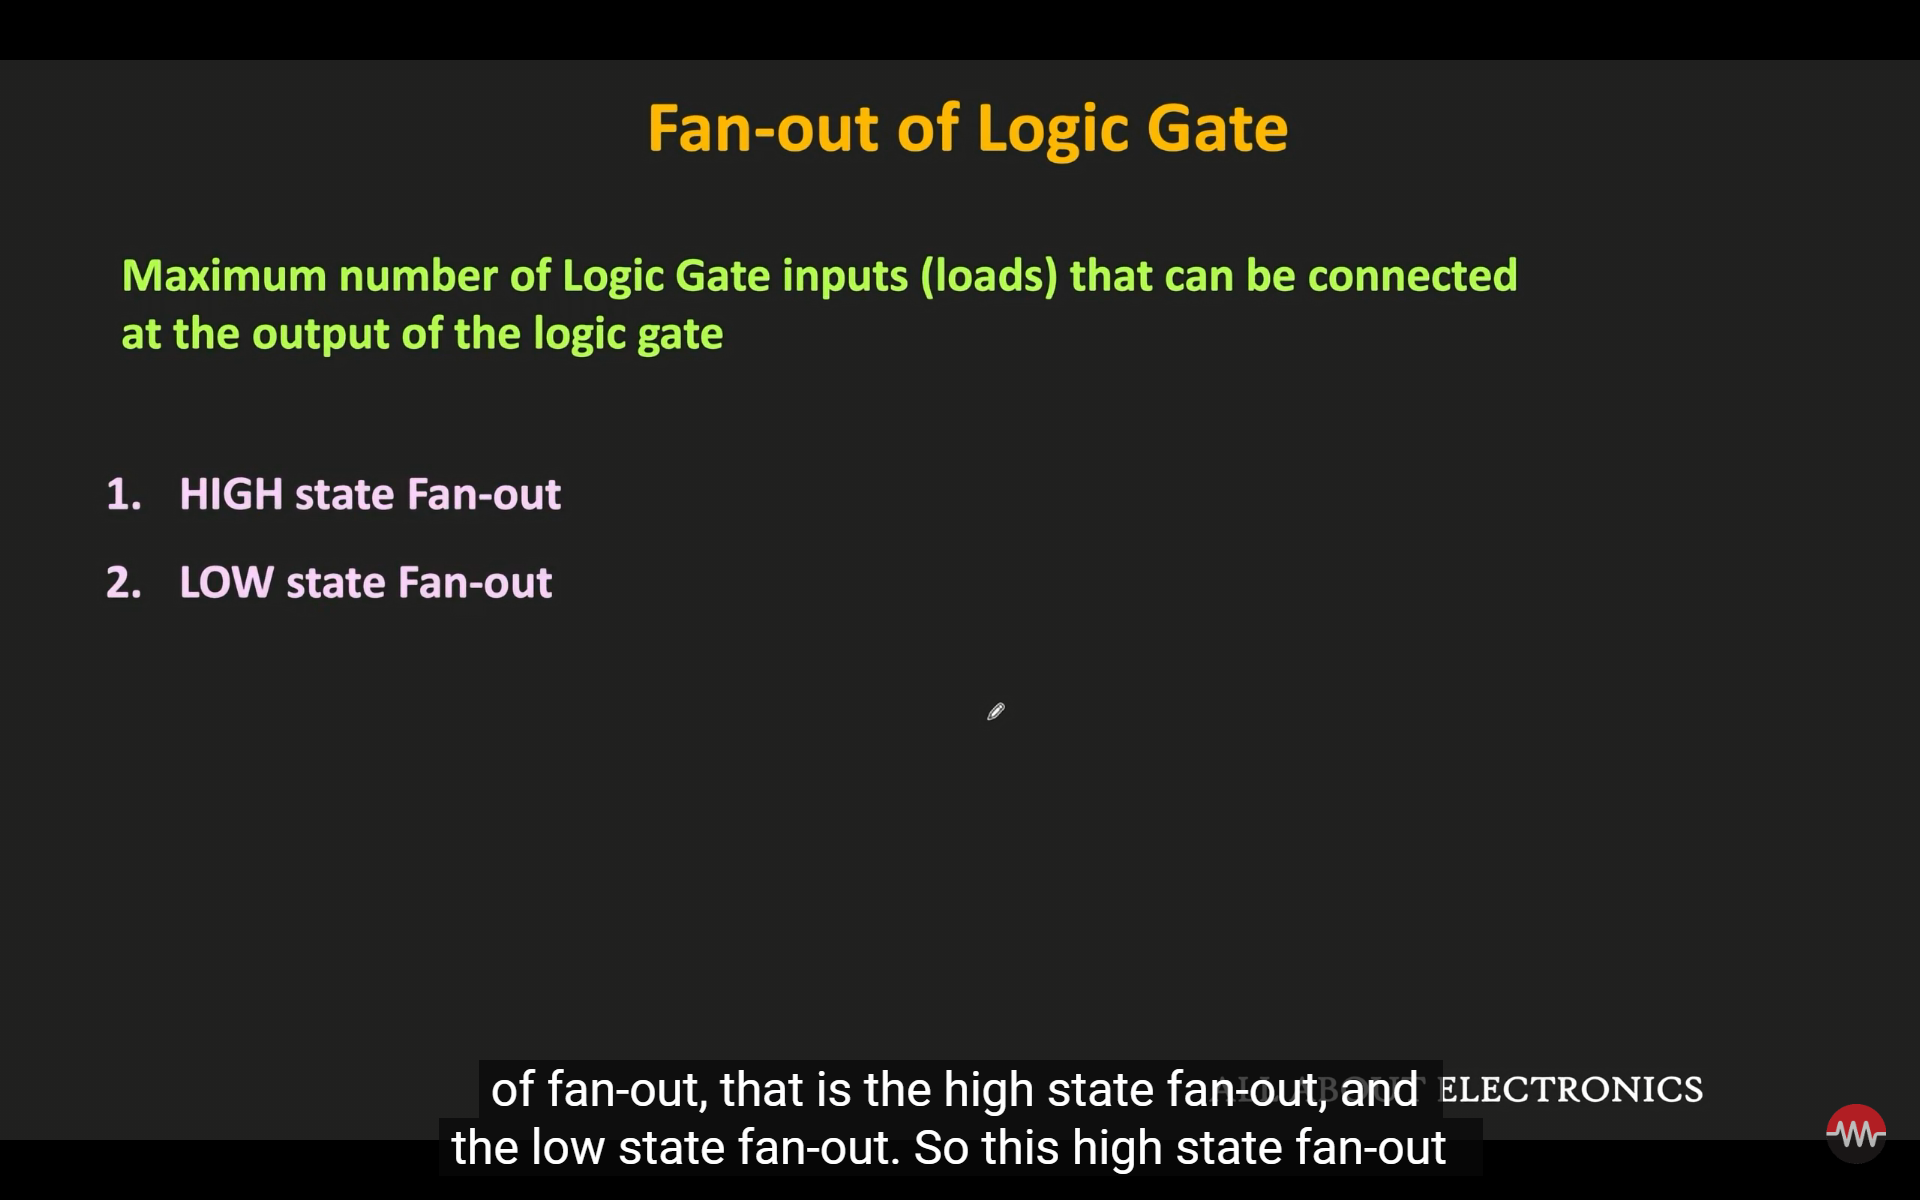 Fan-out of Logic Gate
Maximum number of Logic Gate inputs (loads) that can be connected
at the output of the logic gate
1. HIGH state Fan-out
2. LOW state Fan-out
ALL ABOUT ELECTRONICS
of fan-out, that is the high state fan-out, and
the low state fan-out. So this high state fan-out